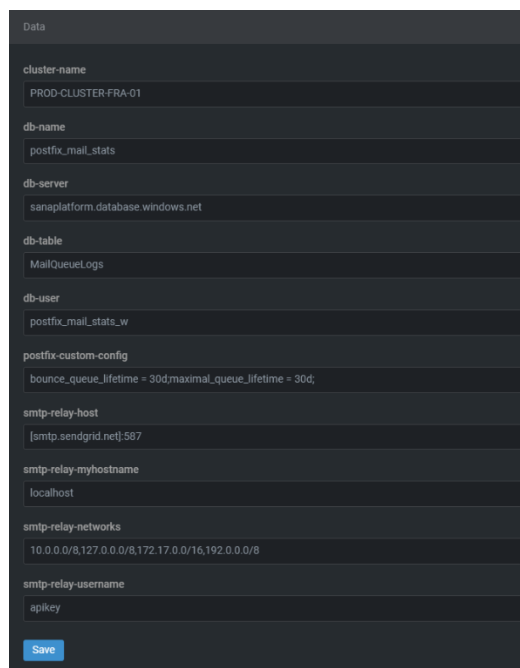 Data
cluster-name
PROD-CLUSTER-FRA-01
db-name
postfix_mail_stats
db-server
sanaplatform.database.windows.net
db-table
MailQueueLogs
db-user
postfix_mail_stats_w
postfix-custom-config
bounce_queue_lifetime = 30d;maximal_queue_lifetime = 30d;
smtp-relay-host
[smtp.sendgrid.net]:587
smtp-relay-myhostname
localhost
smtp-relay-networks
10.0.0.0/8,127.0.0.0/8,172.17.0.0/16,192.0.0.0/8
smtp-relay-username
apikey
Save